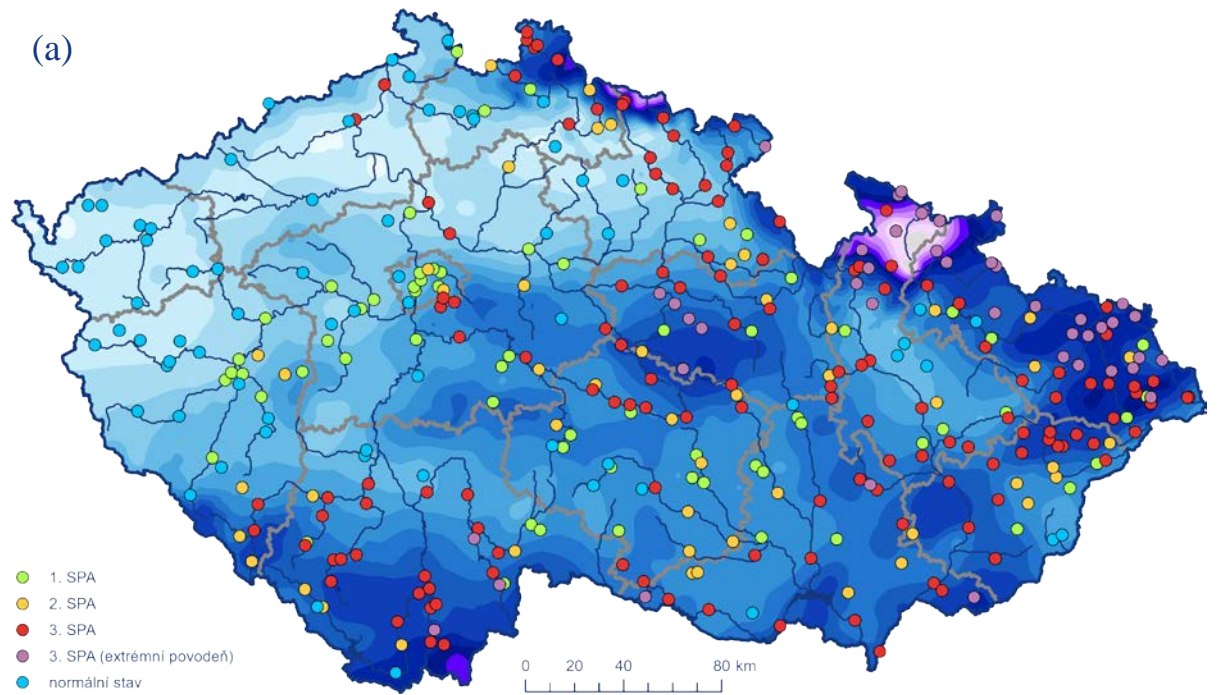 (a)
1. SPA
2. SPA
3. SPA
3. SPA (extrémní povodeň)
normální stav
0 20 40 80 km